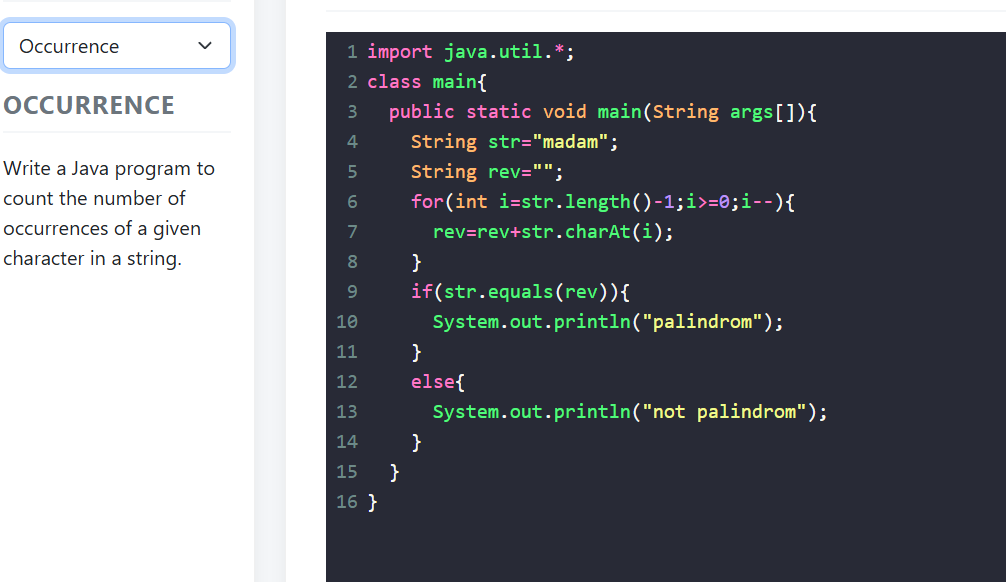 Occurrence
OCCURRENCE
Write a Java program to
count the number of
occurrences of a given
character in a string.
1 import java.util.*;
2 class main{
3   public static void main(String args[]){
4     String str="madam";
5     String rev="";
6     for(int i=str.length()-1;i>=0;i--){
7       rev=rev+str.charAt(i);
8     }
9     if(str.equals(rev)){
10       System.out.println("palindrom");
11     }
12     else{
13       System.out.println("not palindrom");
14     }
15   }
16 }